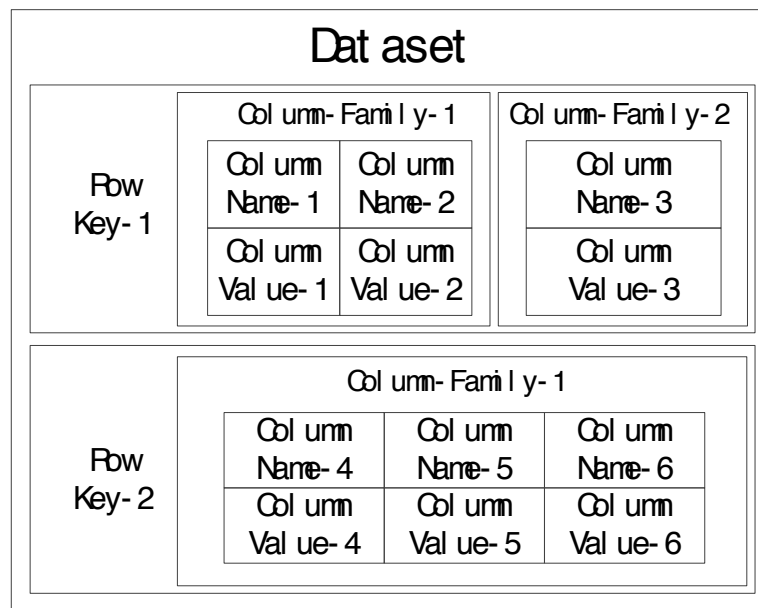 Dataset
Column-Family-1 Column-Family-2
Row
Key-1
Column Column Column
Name-1 Name-2 Name-3
Column Column Column
Value-1 Value-2 Value-3
Column-Family-1
Row
Key-2
Column Column Column
Name-4 Name-5 Name-6
Column Column Column
Value-4 Value-5 Value-6